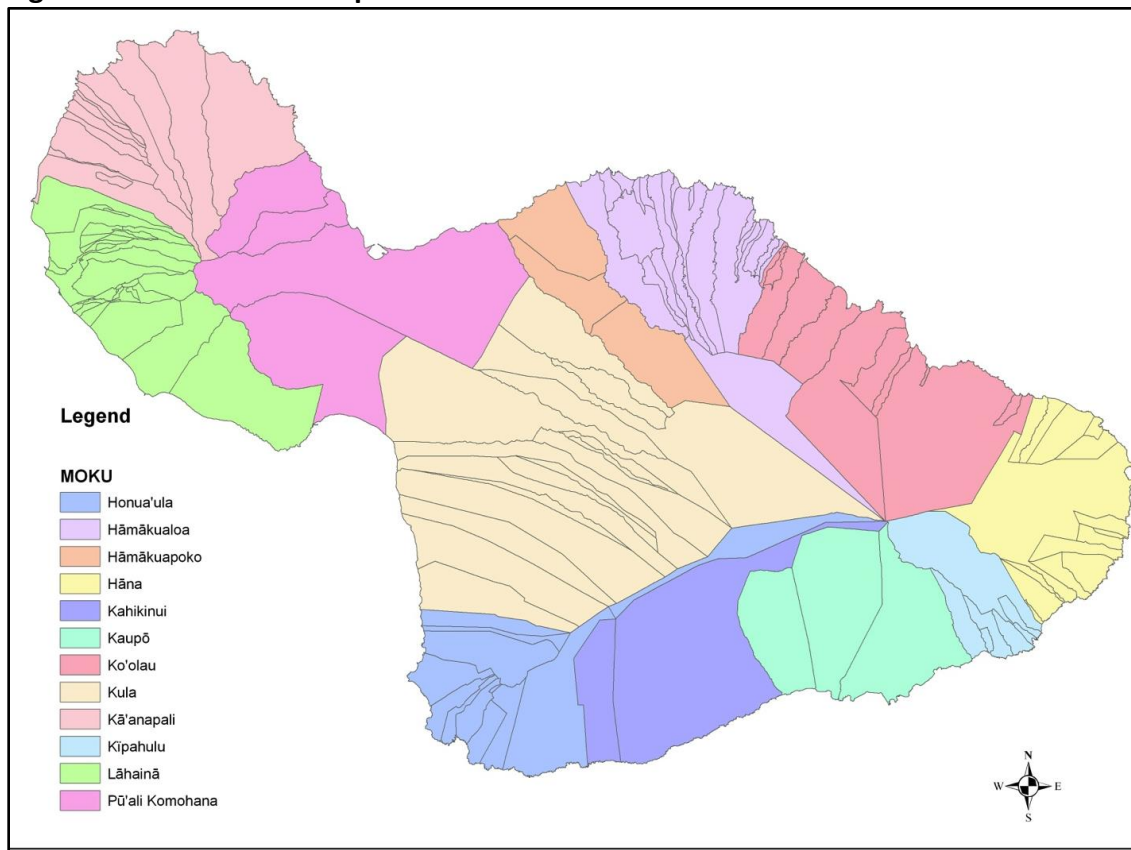 Legend
MOKU
Honua'ula
Hāmākualoa
Hāmākuapoko
Hāna
Kahikinui
Kaupō
Ko'olau
Kula
Kā'anapali
Kīpahulu
Lāhainā
Pū'ali Komohana
N
W E
S